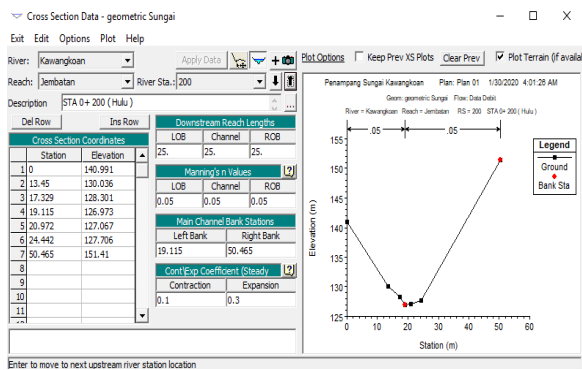 Cross Section Data - geometric Sungai
Exit Edit Options Plot Help
River: Kawangkoan Apply Data
Reach: Jembatan River Sta.: 200
Description STA 0+ 200 ( Hulu ) ...
Del Row Ins Row
Cross Section Coordinates
Station Elevation
1 0 140.991
2 13.45 130.036
3 17.329 128.301
4 19.115 126.973
5 20.972 127.067
6 24.442 127.706
7 50.465 151.41
8
9
10
11
Downstream Reach Lengths
LOB Channel ROB
25. 25. 25.
Manning's n Values ?
LOB Channel ROB
0.05 0.05 0.05
Main Channel Bank Stations
Left Bank Right Bank
19.115 50.465
Cont\Exp Coefficient (Steady ?
Contraction Expansion
0.1 0.3
Plot Options Keep Prev XS Plots Clear Prev Plot Terrain (if availal
Penampang Sungai Kawangkoan Plan: Plan 01 1/30/2020 4:01:26 AM
Geom: geometric Sungai Flow: Data Debit
River = Kawangkoan Reach = Jembatan RS = 200 STA 0+ 200 ( Hulu )
.05 .05
Legend
Ground
Bank Sta
Elevation (m)
155
150
145
140
135
130
125
0 10 20 30 40 50 60
Station (m)
Enter to move to next upstream river station location